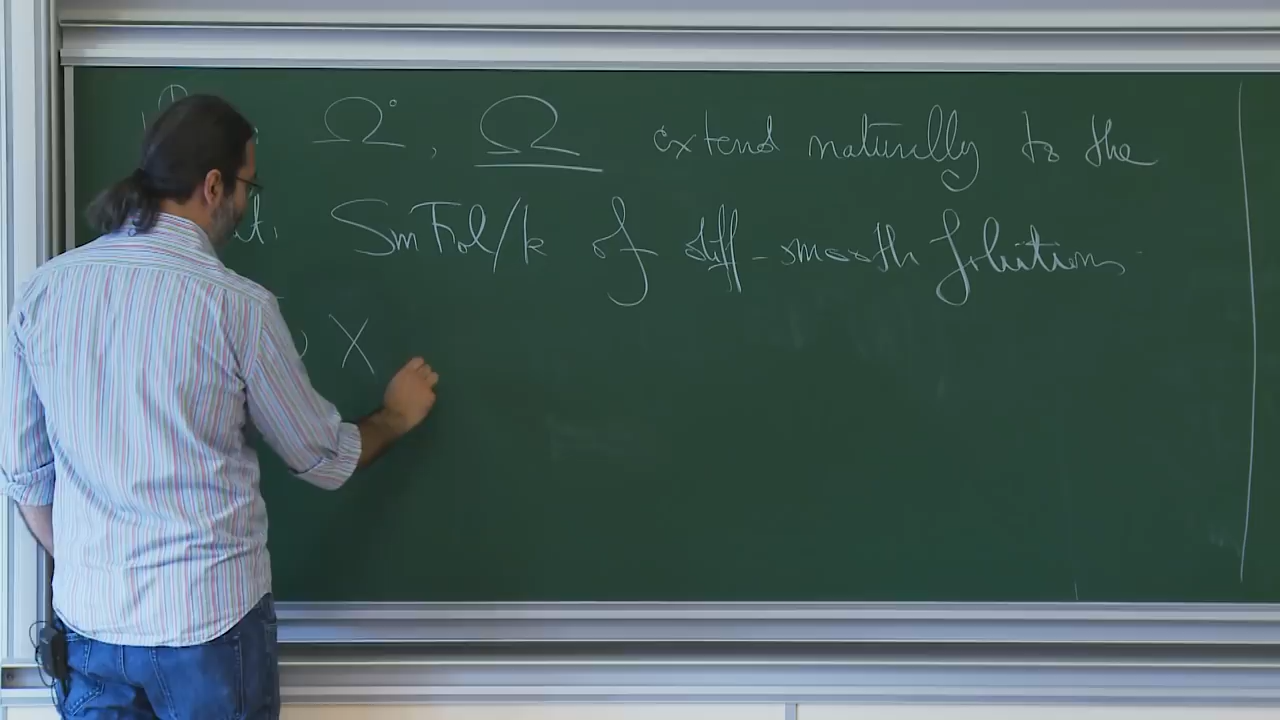 Ω°, Ω extend naturally to the
SmFol/k of diff-smooth foliations
X